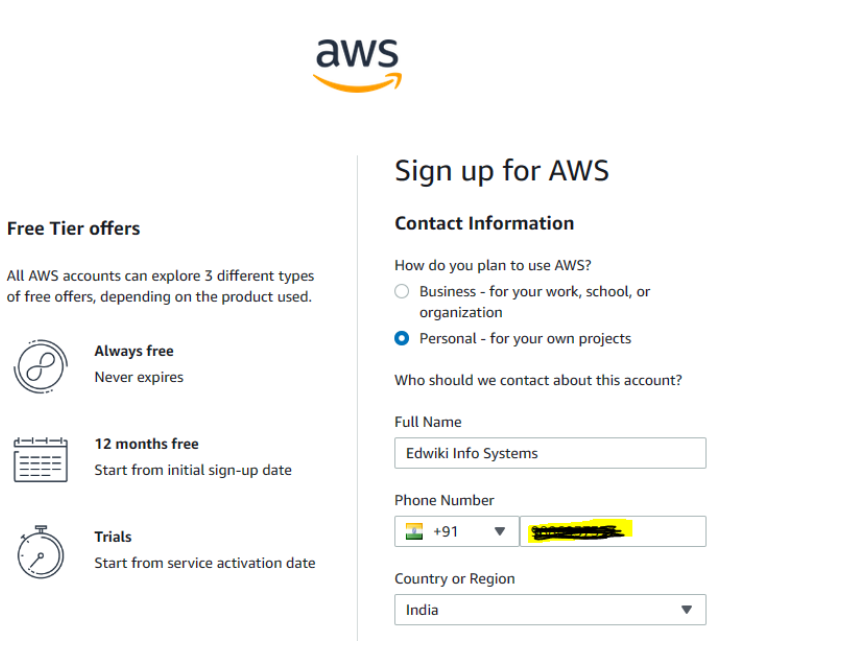 aws
Sign up for AWS
Free Tier offers
All AWS accounts can explore 3 different types
of free offers, depending on the product used.
Always free
Never expires
12 months free
Start from initial sign-up date
Trials
Start from service activation date
Contact Information
How do you plan to use AWS?
Business - for your work, school, or
organization
Personal - for your own projects
Who should we contact about this account?
Full Name
Edwiki Info Systems
Phone Number
+91
Country or Region
India